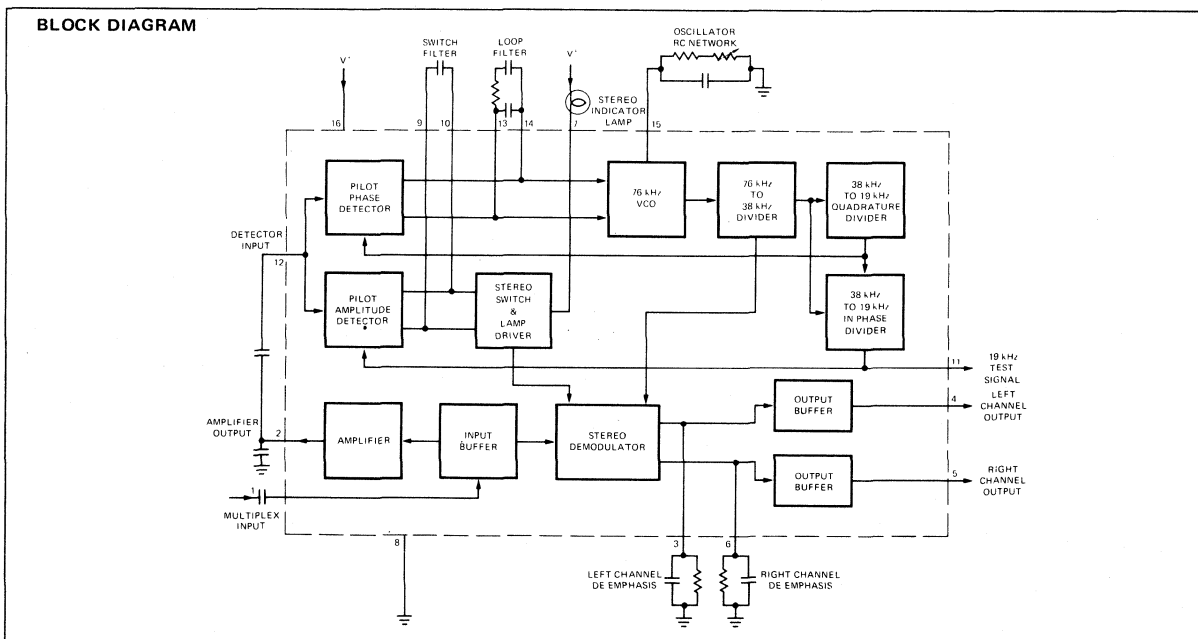 BLOCK DIAGRAM
SWITCH
FILTER
LOOP
FILTER
OSCILLATOR
RC NETWORK
V+
V+
STEREO
INDICATOR
LAMP
16
9
10
13
14
7
15
PILOT
PHASE
DETECTOR
76 kHz
VCO
76 kHz
TO
38 kHz
DIVIDER
38 kHz
TO 19 kHz
QUADRATURE
DIVIDER
DETECTOR
INPUT
12
PILOT
AMPLITUDE
DETECTOR
STEREO
SWITCH
&
LAMP
DRIVER
38 kHz
TO 19 kHz
IN PHASE
DIVIDER
11
19 kHz
TEST
SIGNAL
AMPLIFIER
OUTPUT
2
AMPLIFIER
INPUT
BUFFER
STEREO
DEMODULATOR
OUTPUT
BUFFER
4
LEFT
CHANNEL
OUTPUT
OUTPUT
BUFFER
5
RIGHT
CHANNEL
OUTPUT
1
MULTIPLEX
INPUT
8
3
6
LEFT CHANNEL
DE EMPHASIS
RIGHT CHANNEL
DE EMPHASIS